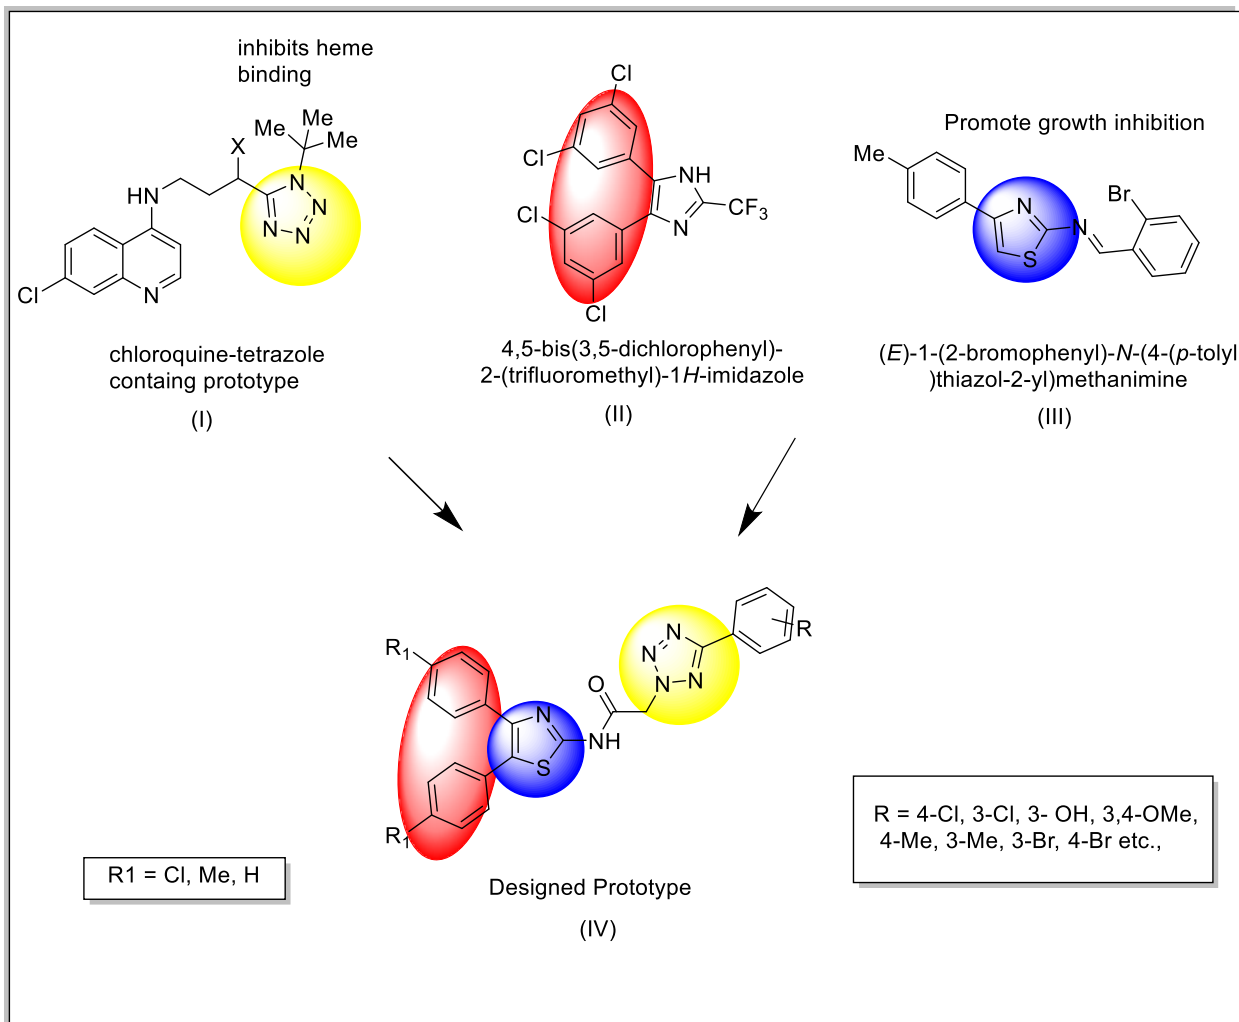 inhibits heme
binding
Me
Me
Me
X
HN
N
N
N
N
Cl
N
chloroquine-tetrazole
containg prototype
(I)
Cl
Cl
Cl
Cl
NH
N
CF3
4,5-bis(3,5-dichlorophenyl)-
2-(trifluoromethyl)-1H-imidazole
(II)
Promote growth inhibition
Me
N
S
N
Br
(E)-1-(2-bromophenyl)-N-(4-(p-tolyl
)thiazol-2-yl)methanimine
(III)
R1
R1
N
S
NH
O
N
N
N
N
R
R1 = Cl, Me, H
Designed Prototype
(IV)
R = 4-Cl, 3-Cl, 3- OH, 3,4-OMe,
4-Me, 3-Me, 3-Br, 4-Br etc.,